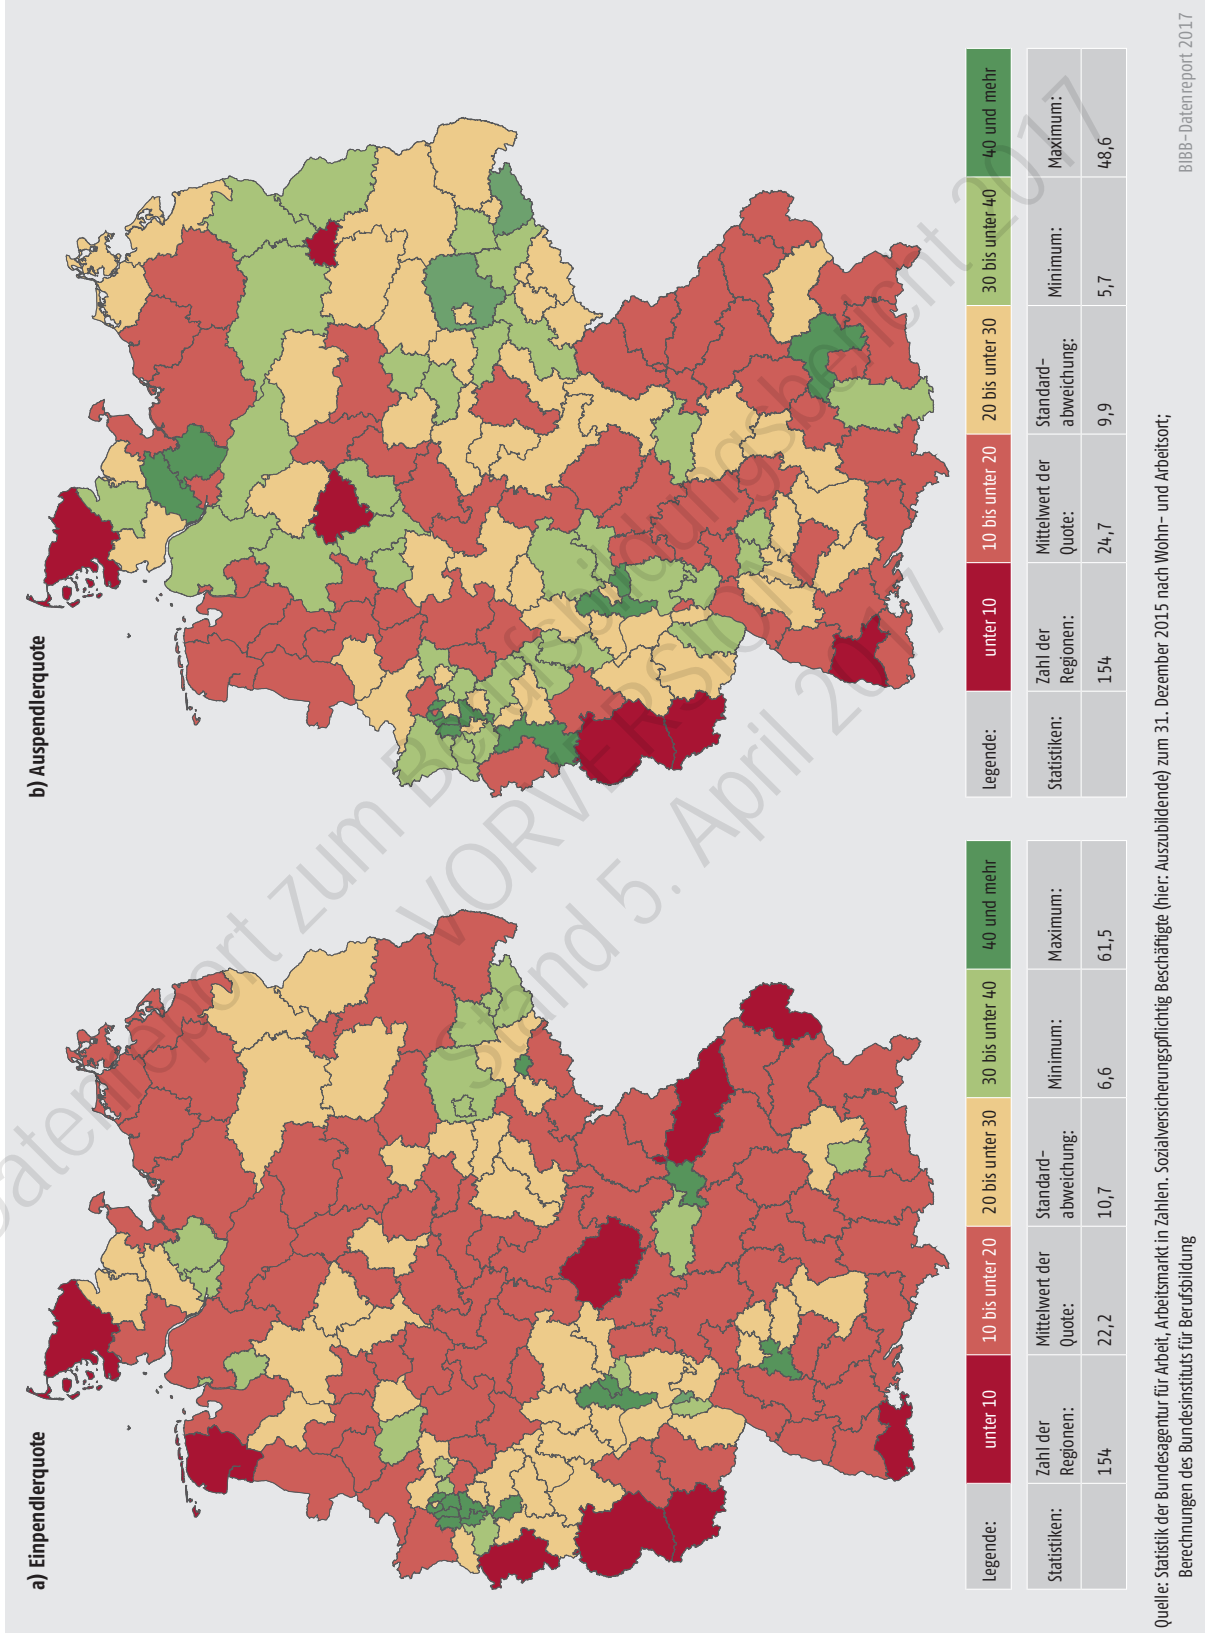 a) Einpendlerquote
Legende: unter 10 10 bis unter 20 20 bis unter 30 30 bis unter 40 40 und mehr
Statistiken: Zahl der Regionen: Mittelwert der Quote: Standard-abweichung: Minimum: Maximum:
154 22,2 10,7 6,6 61,5
b) Auspendlerquote
Legende: unter 10 10 bis unter 20 20 bis unter 30 30 bis unter 40 40 und mehr
Statistiken: Zahl der Regionen: Mittelwert der Quote: Standard-abweichung: Minimum: Maximum:
154 24,7 9,9 5,7 48,6
Quelle: Statistik der Bundesagentur für Arbeit, Arbeitsmarkt in Zahlen. Sozialversicherungspflichtig Beschäftigte (hier: Auszubildende) zum 31. Dezember 2015 nach Wohn- und Arbeitsort;
Berechnungen des Bundesinstituts für Berufsbildung
BIBB-Datenreport 2017
Datenreport zum Berufsbildungsbericht 2017
VORVERSION
Stand 5. April 2017